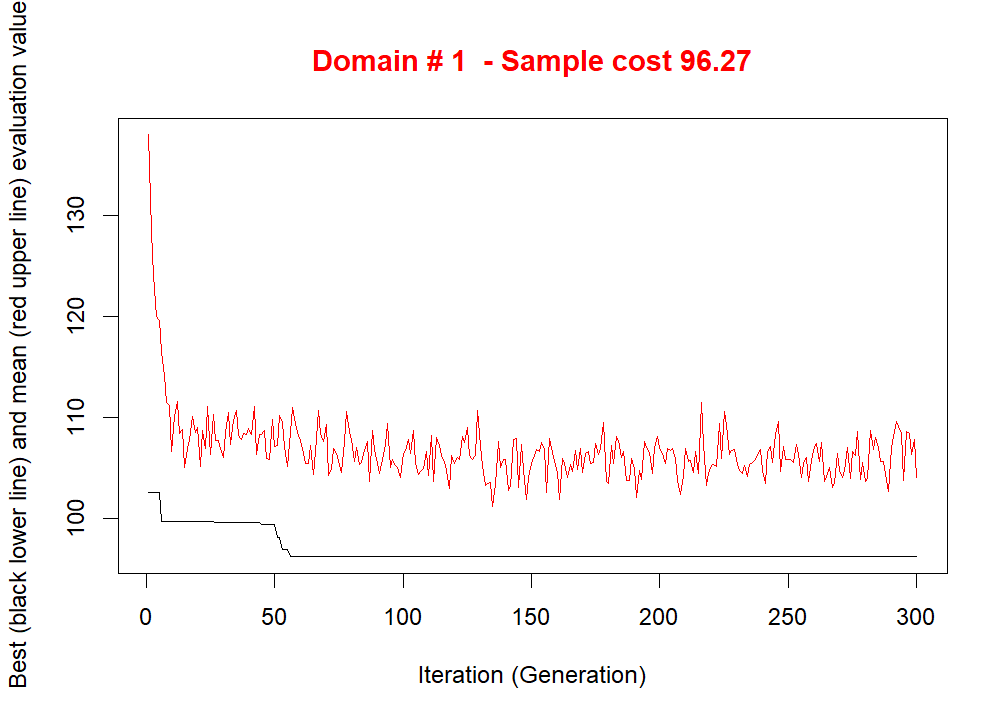 Domain # 1  - Sample cost 96.27
Best (black lower line) and mean (red upper line) evaluation value
130
120
110
100
0 50 100 150 200 250 300
Iteration (Generation)